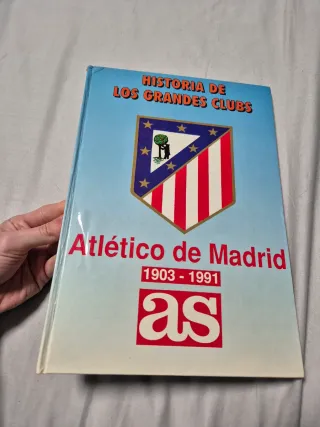 HISTORIA DE
LOS GRANDES CLUBS
Atlético de Madrid
1903 - 1991
as